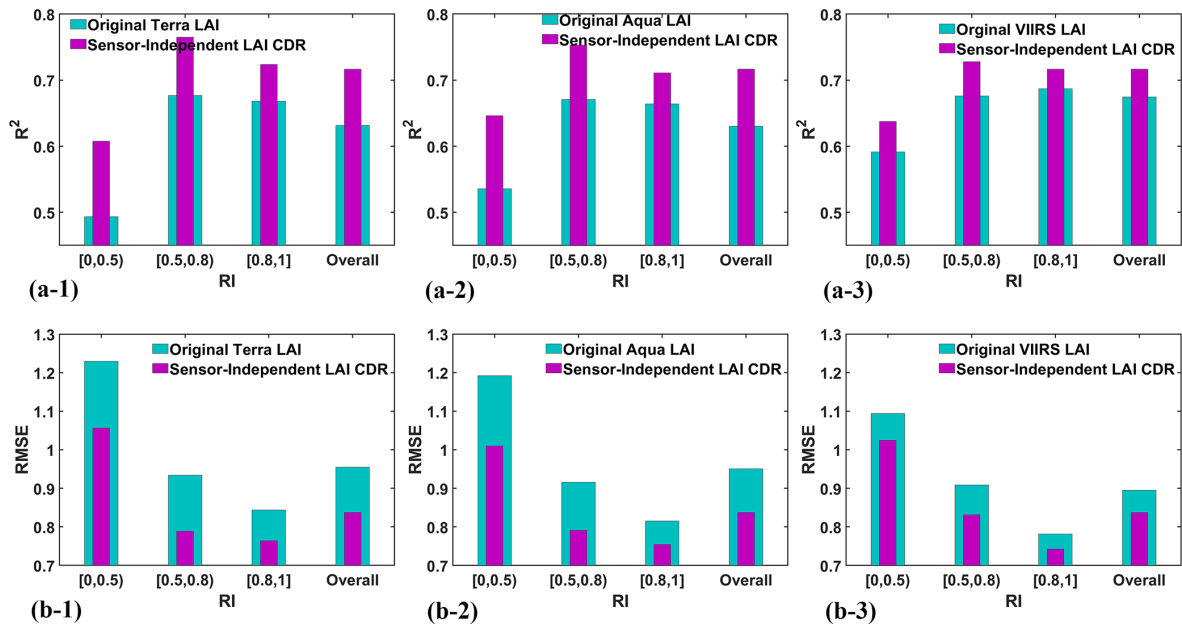 0.8
0.7
0.6
0.5
R²
Original Terra LAI
Sensor-Independent LAI CDR
[0,0.5) [0.5,0.8) [0.8,1] Overall
RI
(a-1)
0.8
0.7
0.6
0.5
R²
Original Aqua LAI
Sensor-Independent LAI CDR
[0,0.5) [0.5,0.8) [0.8,1] Overall
RI
(a-2)
0.8
0.7
0.6
0.5
R²
Orginal VIIRS LAI
Sensor-Independent LAI CDR
[0,0.5) [0.5,0.8) [0.8,1] Overall
RI
(a-3)
1.3
1.2
1.1
1
0.9
0.8
0.7
RMSE
Original Terra LAI
Sensor-Independent LAI CDR
[0,0.5) [0.5,0.8) [0.8,1] Overall
RI
(b-1)
1.3
1.2
1.1
1
0.9
0.8
0.7
RMSE
Original Aqua LAI
Sensor-Independent LAI CDR
[0,0.5) [0.5,0.8) [0.8,1] Overall
RI
(b-2)
1.3
1.2
1.1
1
0.9
0.8
0.7
RMSE
Original VIIRS LAI
Sensor-Independent LAI CDR
[0,0.5) [0.5,0.8) [0.8,1] Overall
RI
(b-3)